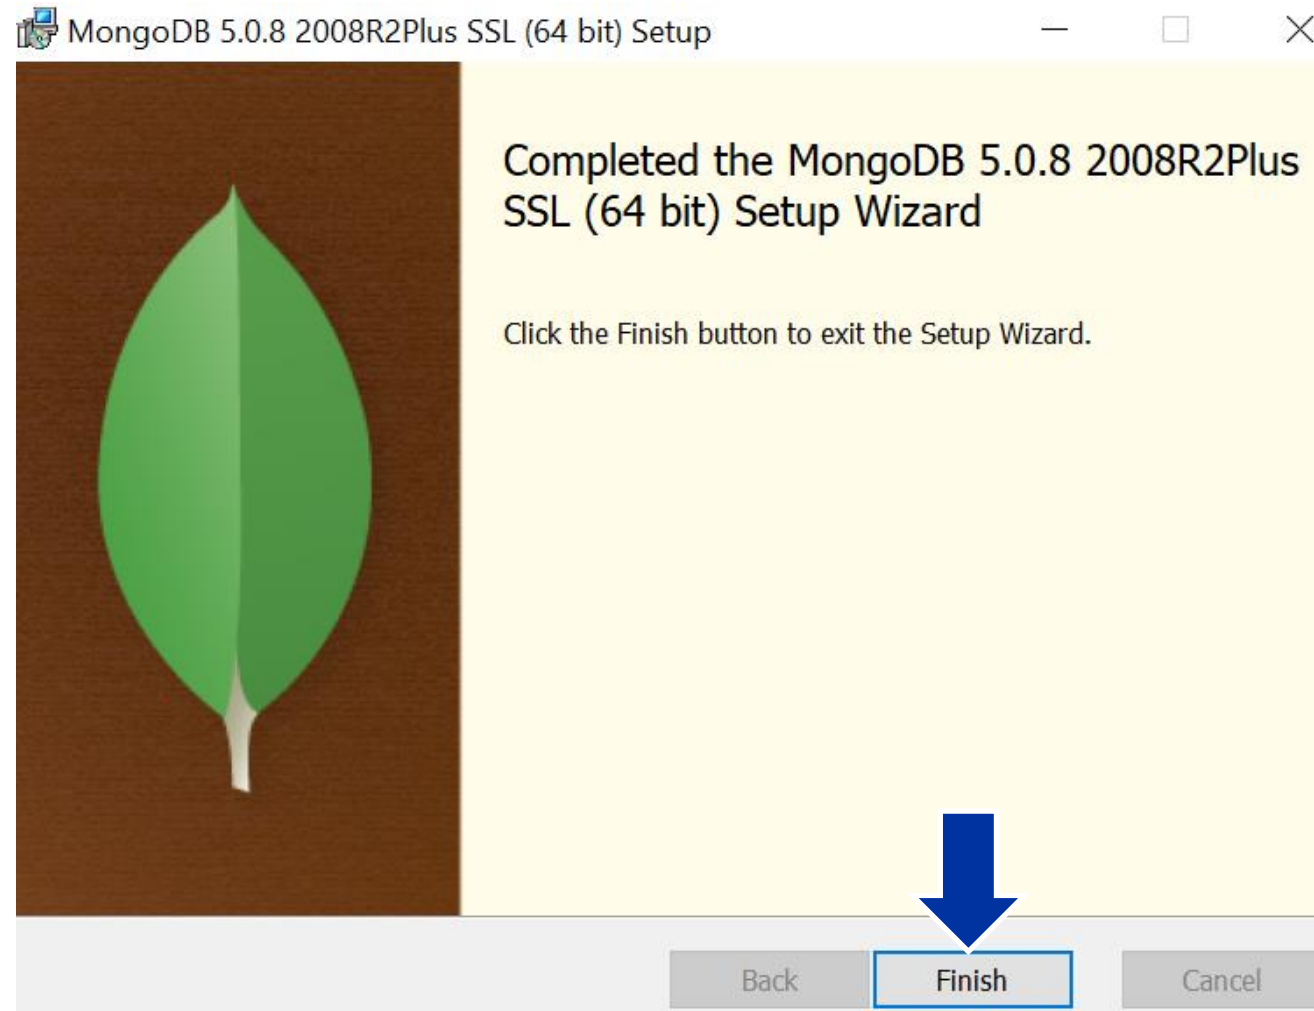 MongoDB 5.0.8 2008R2Plus SSL (64 bit) Setup
Completed the MongoDB 5.0.8 2008R2Plus
SSL (64 bit) Setup Wizard
Click the Finish button to exit the Setup Wizard.
Back
Finish
Cancel